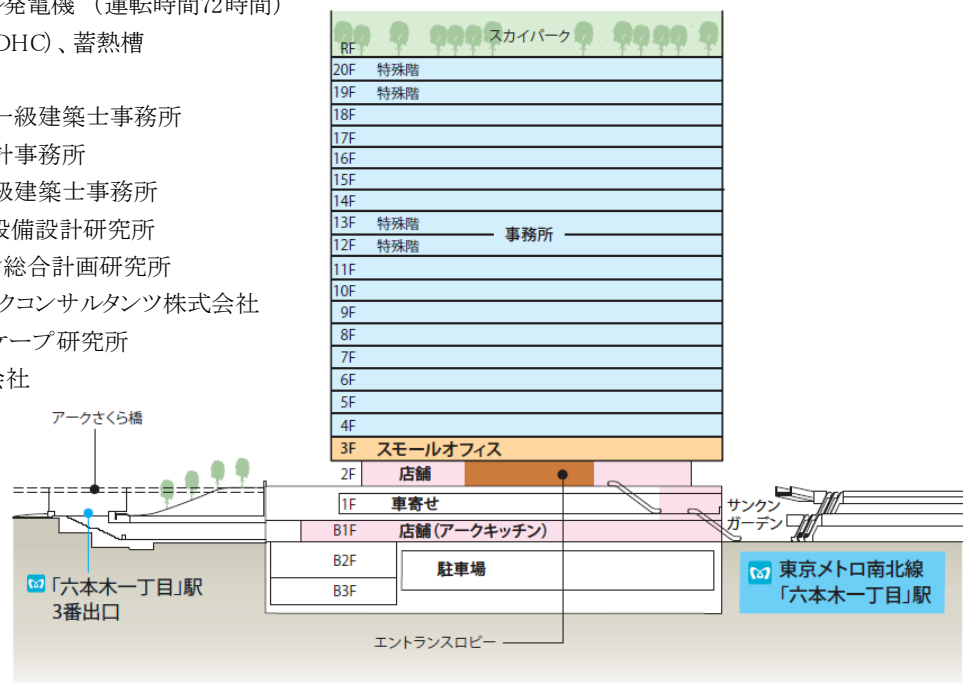 ン発電機 （運転時間72時間）
DHC）、蓄熱槽
一級建築士事務所
計事務所
級建築士事務所
設備設計研究所
総合計画研究所
クコンサルタンツ株式会社
ケープ研究所
会社
スカイパーク
RF
20F 特殊階
19F 特殊階
18F
17F
16F
15F
14F
13F 特殊階
事務所
12F 特殊階
11F
10F
9F
8F
7F
6F
5F
4F
3F スモールオフィス
2F 店舗
1F 車寄せ
B1F 店舗（アークキッチン）
B2F
駐車場
B3F
アークさくら橋
サンクン
ガーデン
「六本木一丁目」駅
3番出口
東京メトロ南北線
「六本木一丁目」駅
エントランスロビー